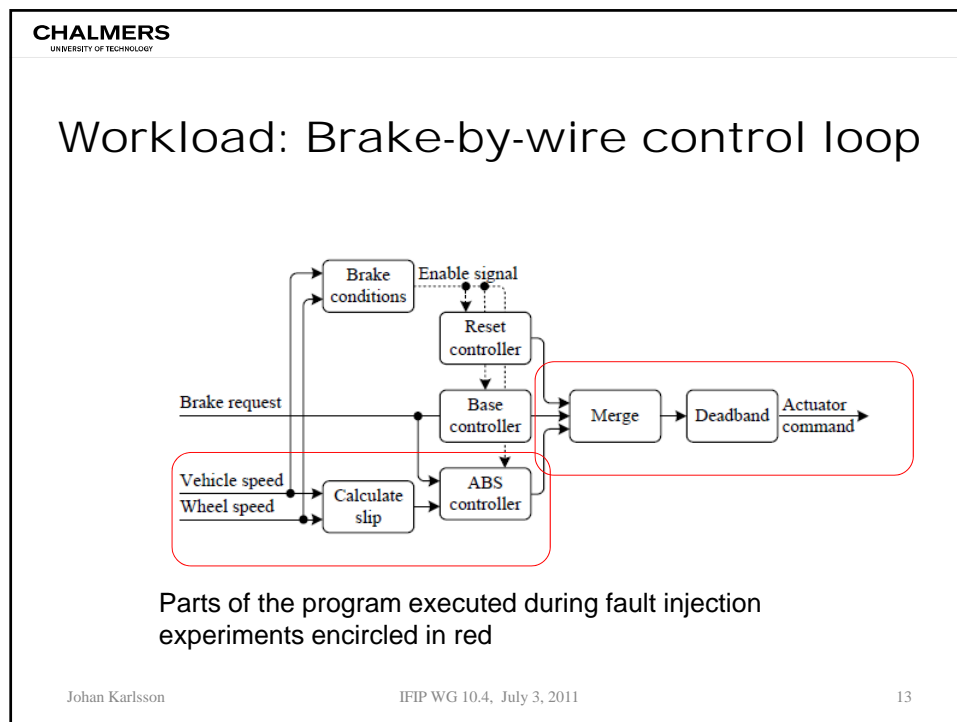 CHALMERS
UNIVERSITY OF TECHNOLOGY
Workload: Brake-by-wire control loop
Brake
conditions
Enable signal
Reset
controller
Brake request
Base
controller
Merge
Deadband
Actuator
command
Vehicle speed
Wheel speed
Calculate
slip
ABS
controller
Parts of the program executed during fault injection
experiments encircled in red
Johan Karlsson
IFIP WG 10.4, July 3, 2011
13